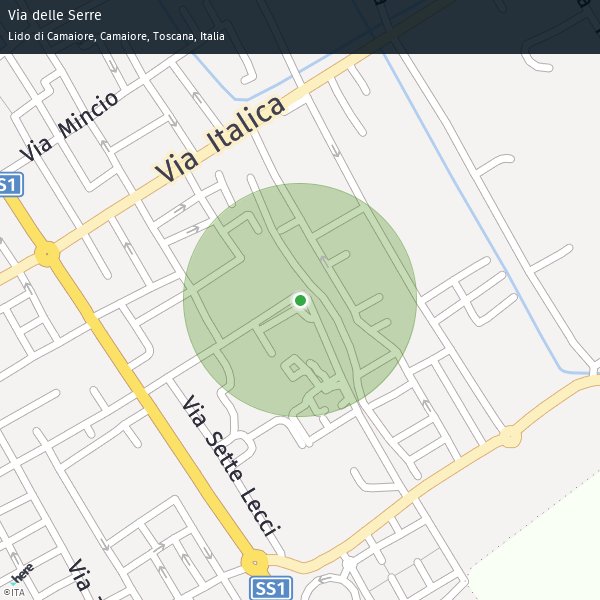 Via delle Serre
Lido di Camaiore, Camaiore, Toscana, Italia
Via Mincio
Via Italica
S1
Via Sette Lecci
Via
SS1
here
©ITA